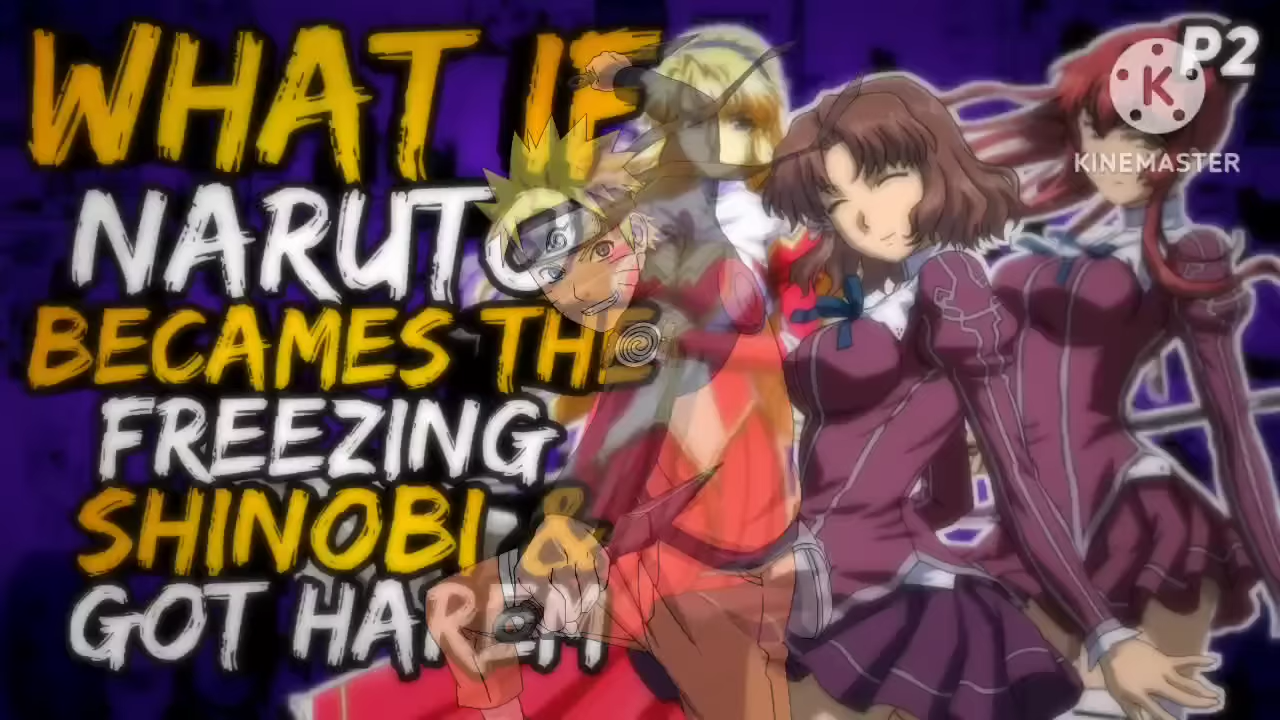 WHAT IF
P2
K
KINEMASTER
NARUTO
BECAMES THE
FREEZING
SHINOBI &
GOT HAREM